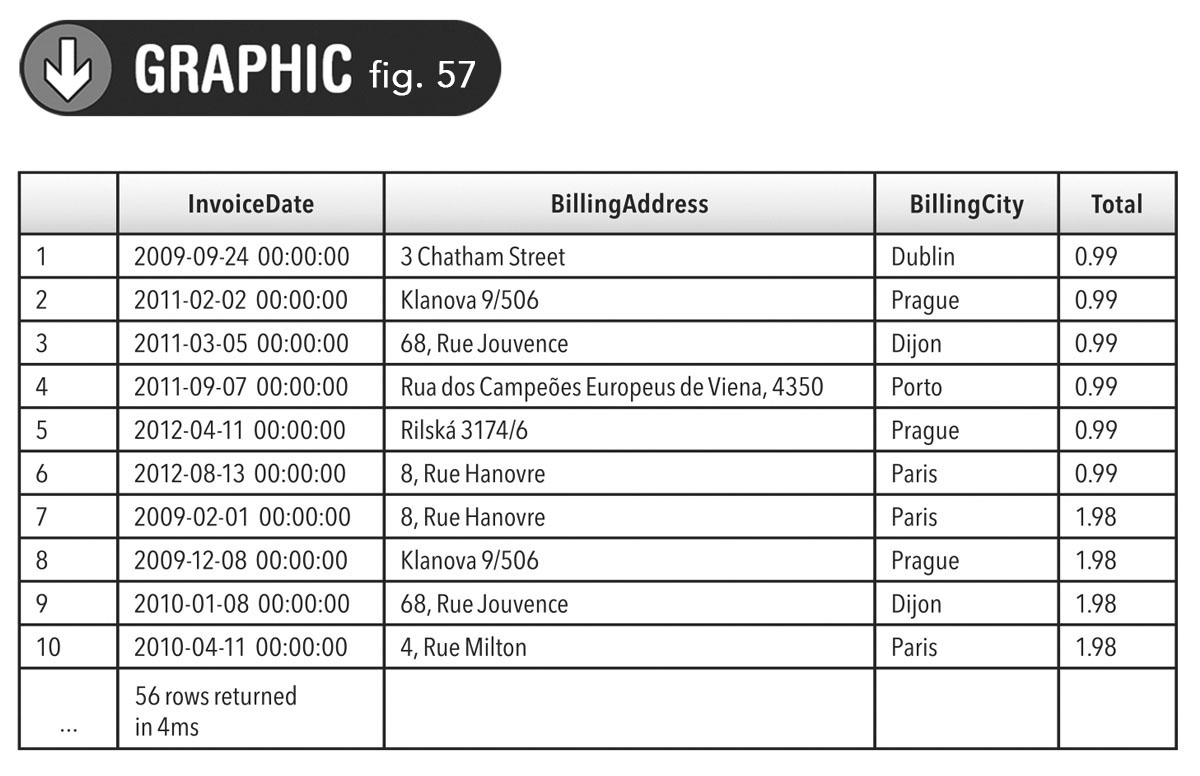 GRAPHIC fig. 57
InvoiceDate BillingAddress BillingCity Total
1 2009-09-24 00:00:00 3 Chatham Street Dublin 0.99
2 2011-02-02 00:00:00 Klanova 9/506 Prague 0.99
3 2011-03-05 00:00:00 68, Rue Jouvence Dijon 0.99
4 2011-09-07 00:00:00 Rua dos Campeões Europeus de Viena, 4350 Porto 0.99
5 2012-04-11 00:00:00 Rilská 3174/6 Prague 0.99
6 2012-08-13 00:00:00 8, Rue Hanovre Paris 0.99
7 2009-02-01 00:00:00 8, Rue Hanovre Paris 1.98
8 2009-12-08 00:00:00 Klanova 9/506 Prague 1.98
9 2010-01-08 00:00:00 68, Rue Jouvence Dijon 1.98
10 2010-04-11 00:00:00 4, Rue Milton Paris 1.98
56 rows returned
... in 4ms